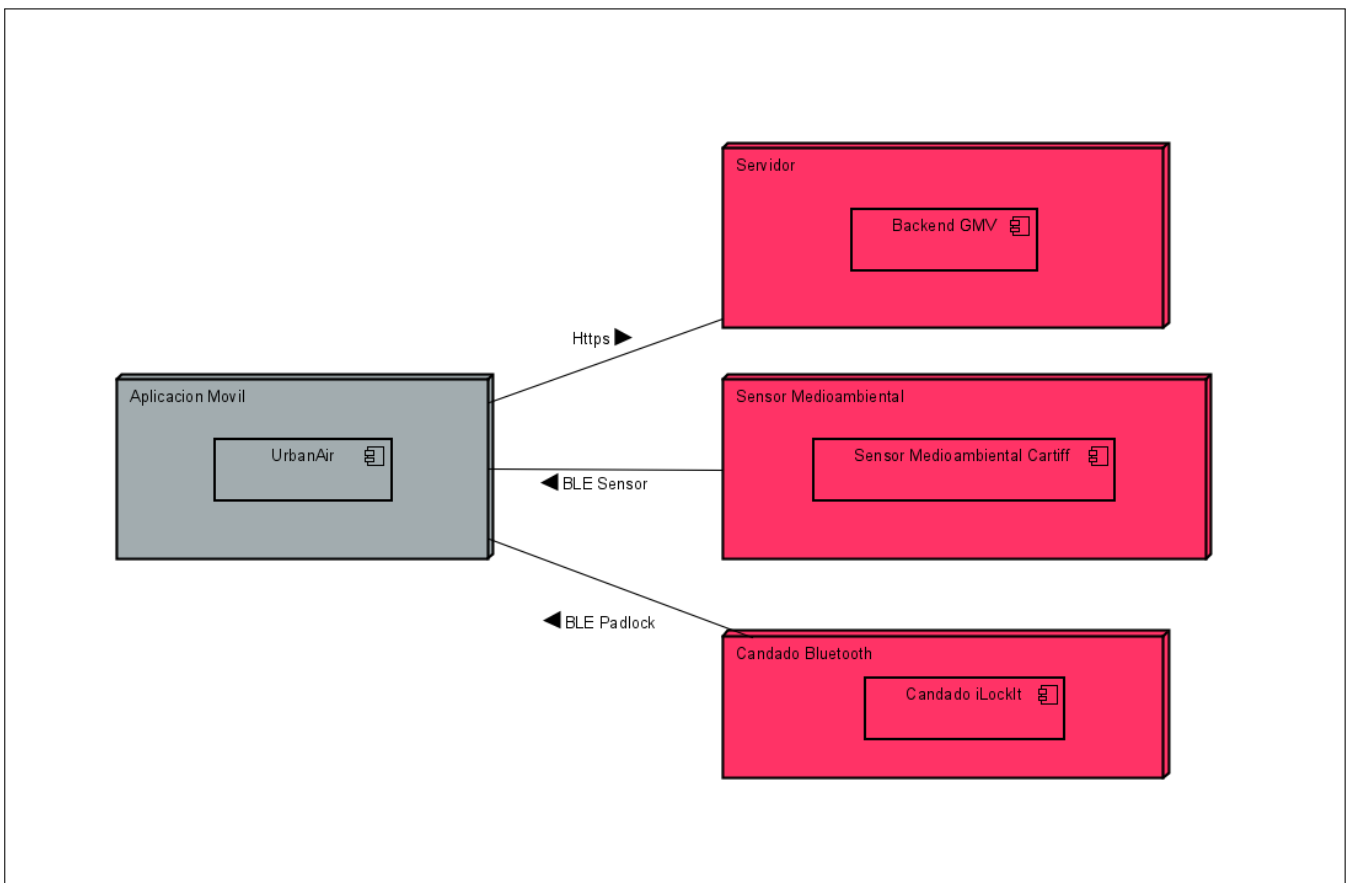 Servidor
Backend GMV
Https
Aplicacion Movil
UrbanAir
Sensor Medioambiental
Sensor Medioambiental Cartiff
BLE Sensor
BLE Padlock
Candado Bluetooth
Candado iLockIt